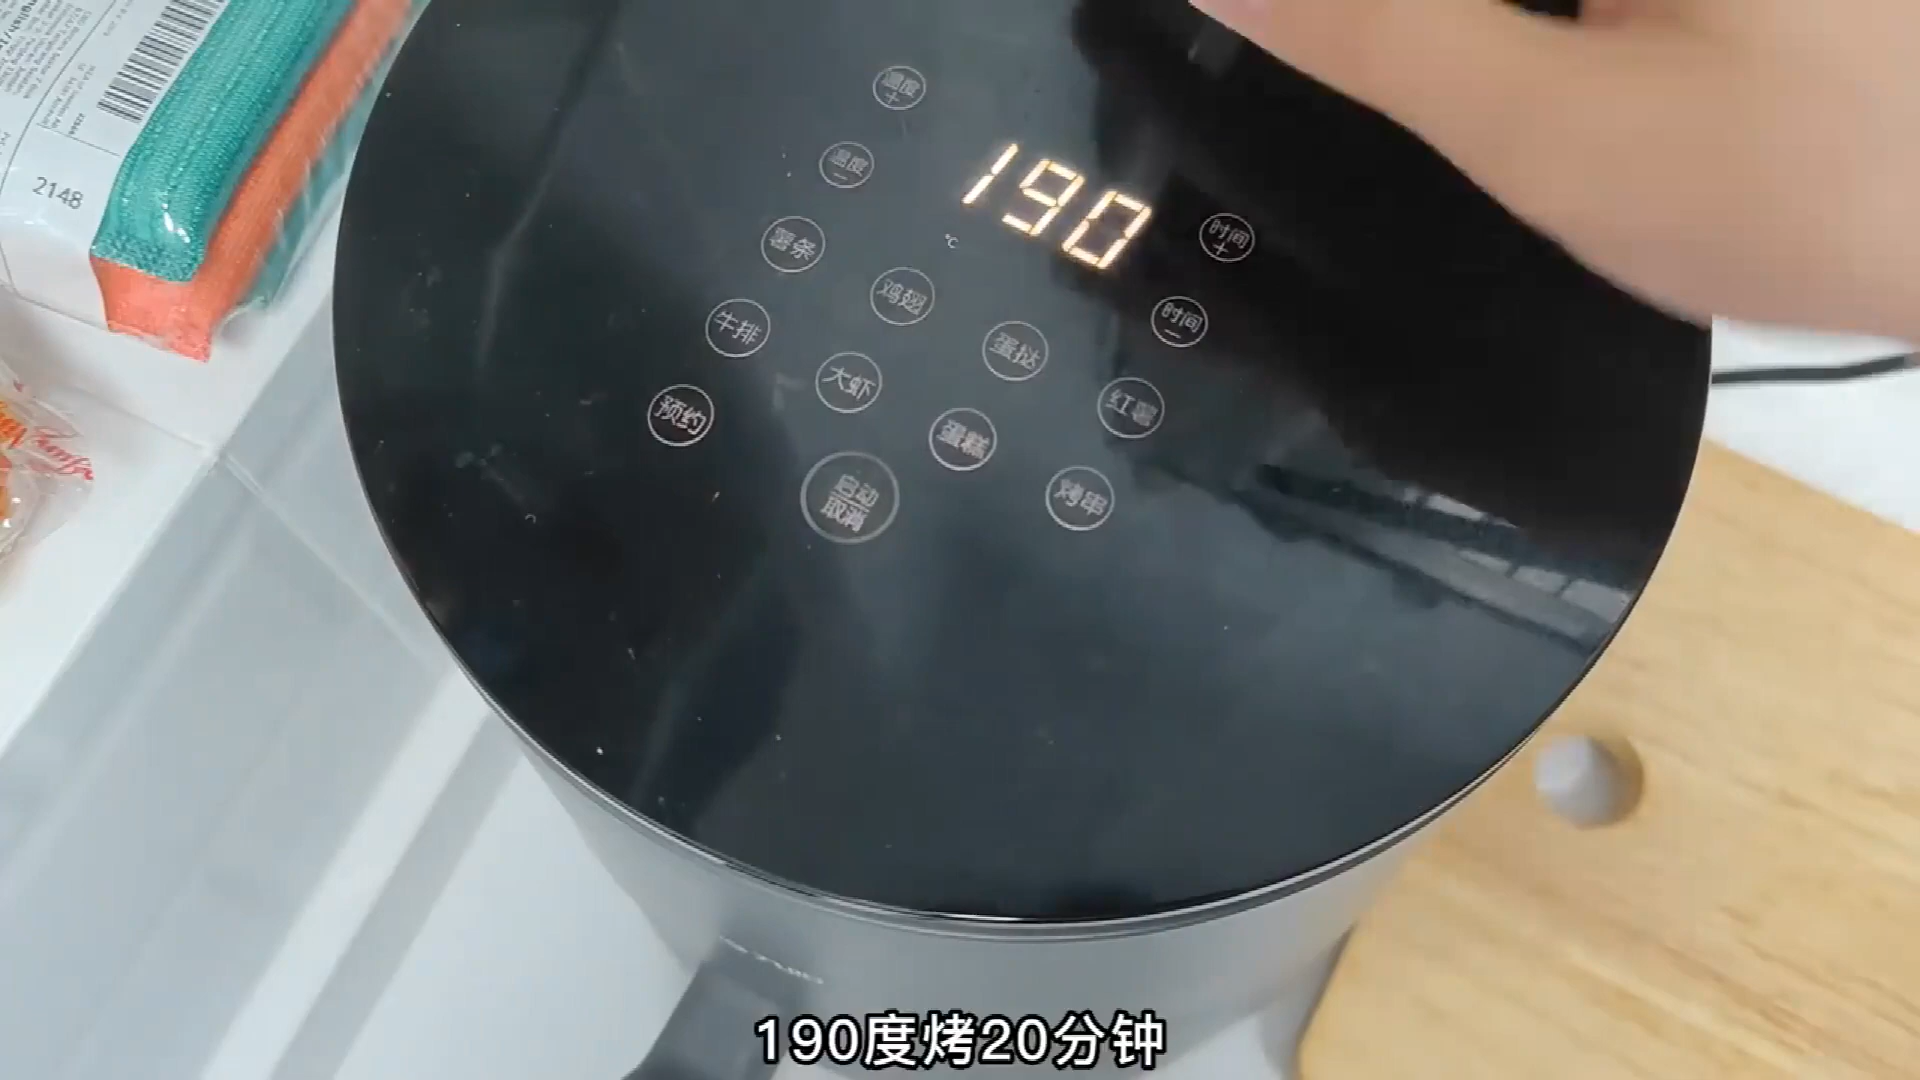 2148
温度
+
温度
−
190
℃
时间
+
时间
−
薯条
鸡翅
蛋挞
红薯
牛排
大虾
蛋糕
烤串
预约
启动
取消
190度烤20分钟